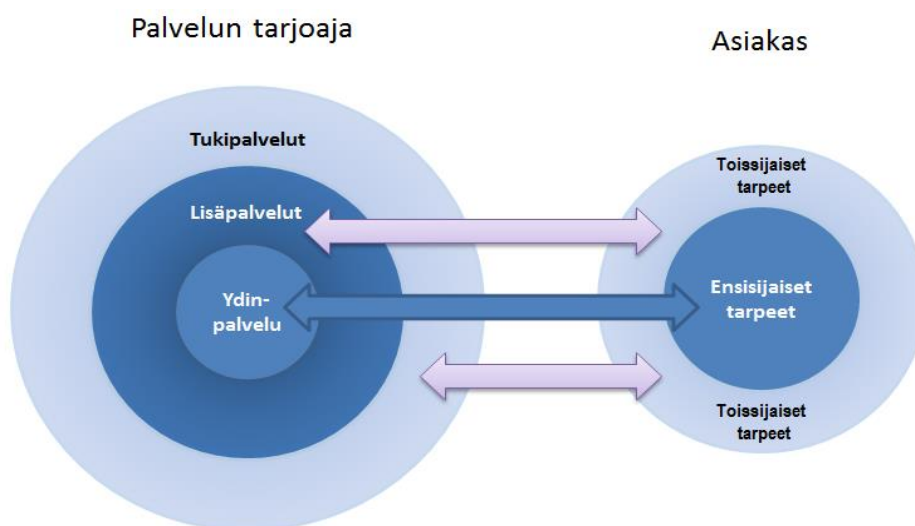 Palvelun tarjoaja
Asiakas
Tukipalvelut
Lisäpalvelut
Ydin-
palvelu
Toissijaiset
tarpeet
Ensisijaiset
tarpeet
Toissijaiset
tarpeet